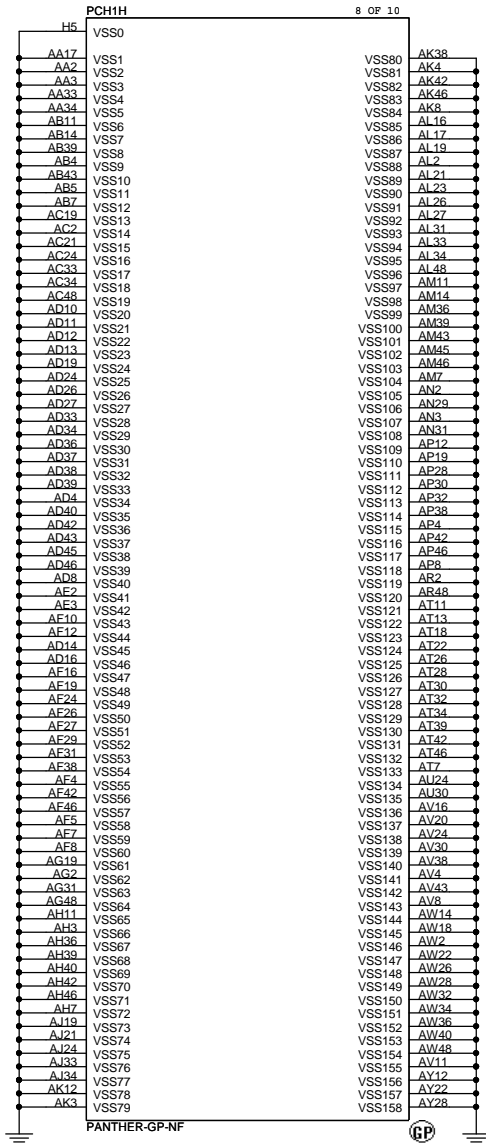 PCH1H 8 OF 10
H5 VSS0
AA17 VSS1 VSS80 AK38
AA2 VSS2 VSS81 AK4
AA3 VSS3 VSS82 AK42
AA33 VSS4 VSS83 AK46
AA34 VSS5 VSS84 AK8
AB11 VSS6 VSS85 AL16
AB14 VSS7 VSS86 AL17
AB39 VSS8 VSS87 AL19
AB4 VSS9 VSS88 AL2
AB43 VSS10 VSS89 AL21
AB5 VSS11 VSS90 AL23
AB7 VSS12 VSS91 AL26
AC19 VSS13 VSS92 AL27
AC2 VSS14 VSS93 AL31
AC21 VSS15 VSS94 AL33
AC24 VSS16 VSS95 AL34
AC33 VSS17 VSS96 AL48
AC34 VSS18 VSS97 AM11
AC48 VSS19 VSS98 AM14
AD10 VSS20 VSS99 AM36
AD11 VSS21 VSS100 AM39
AD12 VSS22 VSS101 AM43
AD13 VSS23 VSS102 AM45
AD19 VSS24 VSS103 AM46
AD24 VSS25 VSS104 AM7
AD26 VSS26 VSS105 AN2
AD27 VSS27 VSS106 AN29
AD33 VSS28 VSS107 AN3
AD34 VSS29 VSS108 AN31
AD36 VSS30 VSS109 AP12
AD37 VSS31 VSS110 AP19
AD38 VSS32 VSS111 AP28
AD39 VSS33 VSS112 AP30
AD4 VSS34 VSS113 AP32
AD40 VSS35 VSS114 AP38
AD42 VSS36 VSS115 AP4
AD43 VSS37 VSS116 AP42
AD45 VSS38 VSS117 AP46
AD46 VSS39 VSS118 AP8
AD8 VSS40 VSS119 AR2
AE2 VSS41 VSS120 AR48
AE3 VSS42 VSS121 AT11
AF10 VSS43 VSS122 AT13
AF12 VSS44 VSS123 AT18
AD14 VSS45 VSS124 AT22
AD16 VSS46 VSS125 AT26
AF16 VSS47 VSS126 AT28
AF19 VSS48 VSS127 AT30
AF24 VSS49 VSS128 AT32
AF26 VSS50 VSS129 AT34
AF27 VSS51 VSS130 AT39
AF29 VSS52 VSS131 AT42
AF31 VSS53 VSS132 AT46
AF38 VSS54 VSS133 AT7
AF4 VSS55 VSS134 AU24
AF42 VSS56 VSS135 AU30
AF46 VSS57 VSS136 AV16
AF5 VSS58 VSS137 AV20
AF7 VSS59 VSS138 AV24
AF8 VSS60 VSS139 AV30
AG19 VSS61 VSS140 AV38
AG2 VSS62 VSS141 AV4
AG31 VSS63 VSS142 AV43
AG48 VSS64 VSS143 AV8
AH11 VSS65 VSS144 AW14
AH3 VSS66 VSS145 AW18
AH36 VSS67 VSS146 AW2
AH39 VSS68 VSS147 AW22
AH40 VSS69 VSS148 AW26
AH42 VSS70 VSS149 AW28
AH46 VSS71 VSS150 AW32
AH7 VSS72 VSS151 AW34
AJ19 VSS73 VSS152 AW36
AJ21 VSS74 VSS153 AW40
AJ24 VSS75 VSS154 AW48
AJ33 VSS76 VSS155 AV11
AJ34 VSS77 VSS156 AY12
AK12 VSS78 VSS157 AY22
AK3 VSS79 VSS158 AY28
PANTHER-GP-NF GP